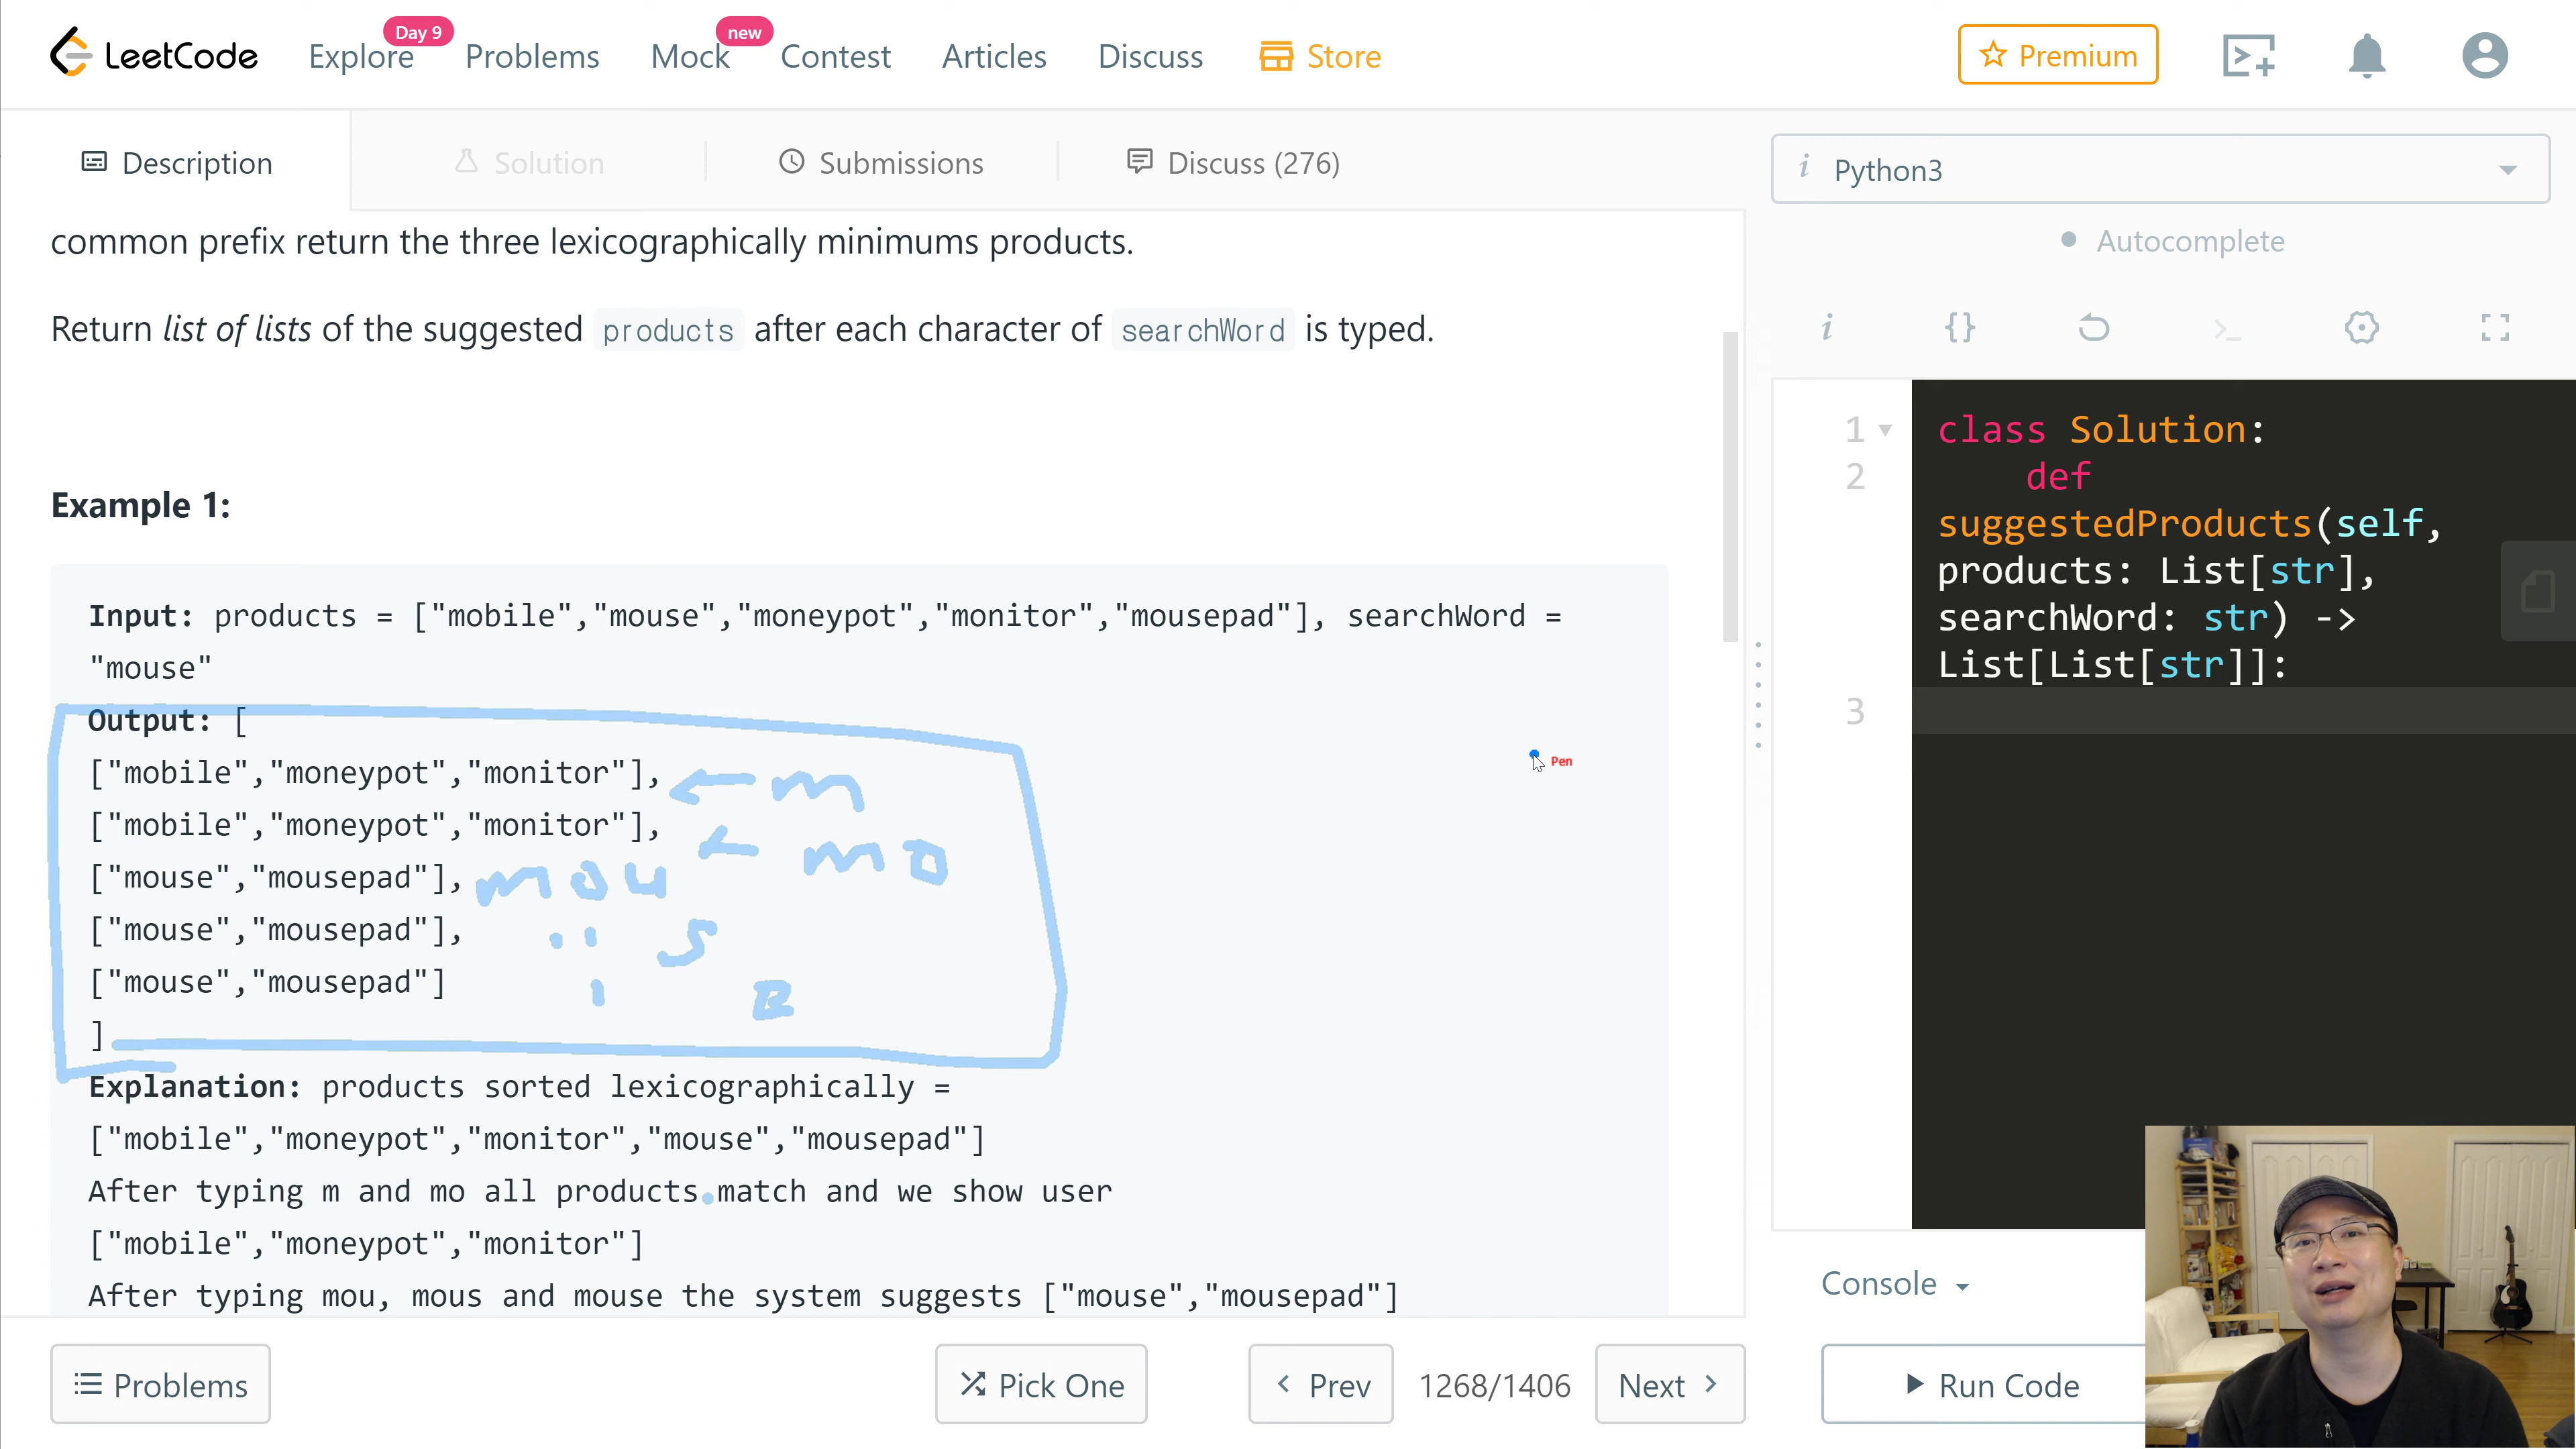 LeetCode
Explore
Day 9
Problems
Mock
new
Contest
Articles
Discuss
Store
Premium
Description
Solution
Submissions
Discuss (276)
common prefix return the three lexicographically minimums products.
Return list of lists of the suggested products after each character of searchWord is typed.
Example 1:
Input: products = ["mobile","mouse","moneypot","monitor","mousepad"], searchWord =
"mouse"
Output: [
["mobile","moneypot","monitor"], ← m
["mobile","moneypot","monitor"], ← mo
["mouse","mousepad"], mou
["mouse","mousepad"], s
["mouse","mousepad"] e
]
Explanation: products sorted lexicographically =
["mobile","moneypot","monitor","mouse","mousepad"]
After typing m and mo all products match and we show user
["mobile","moneypot","monitor"]
After typing mou, mous and mouse the system suggests ["mouse","mousepad"]
Pen
Problems
Pick One
Prev
1268/1406
Next
i Python3
Autocomplete
i {} >_
1 class Solution:
2 def
suggestedProducts(self,
products: List[str],
searchWord: str) ->
List[List[str]]:
3
Console
Run Code